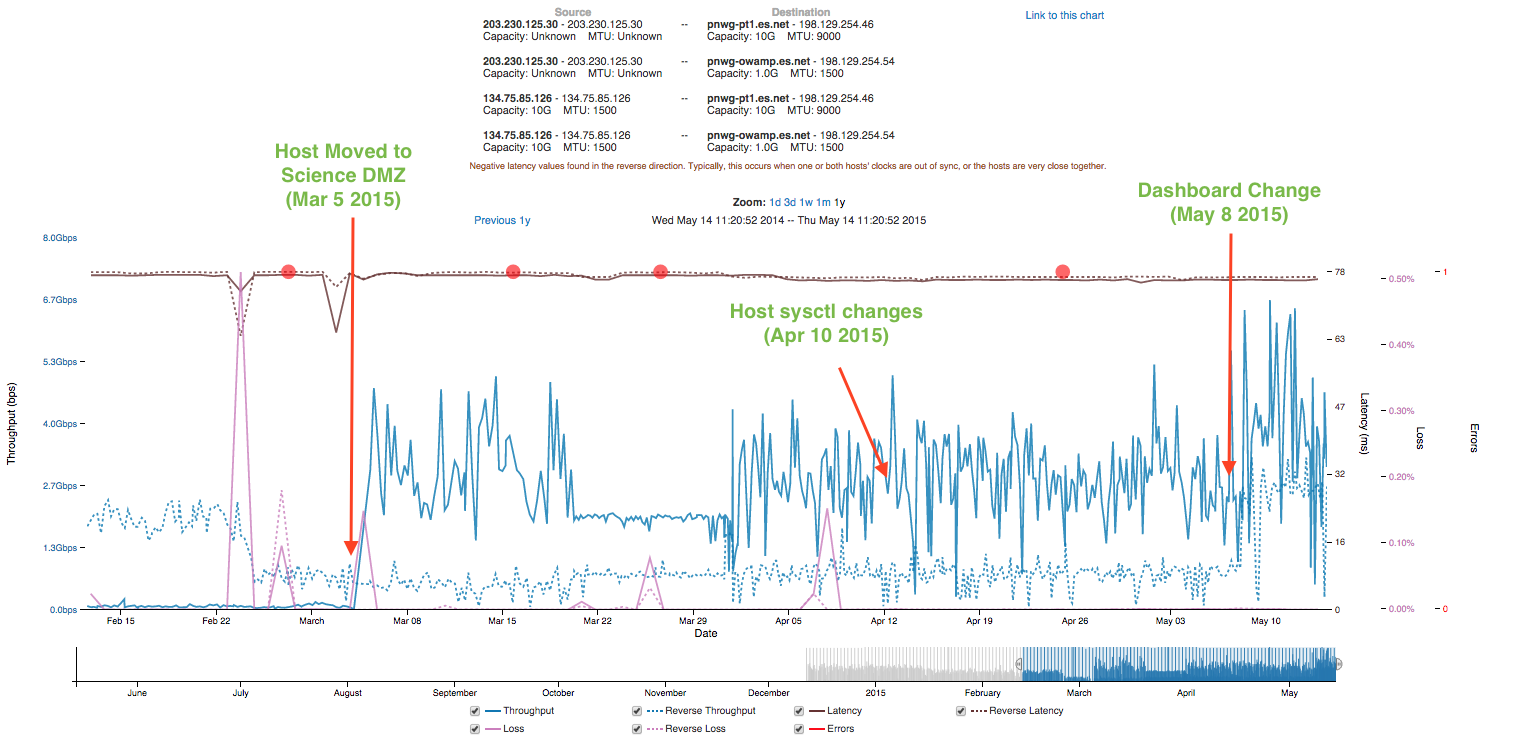 Source Destination
203.230.125.30 - 203.230.125.30 -- pnwg-pt1.es.net - 198.129.254.46
Capacity: Unknown MTU: Unknown Capacity: 10G MTU: 9000
203.230.125.30 - 203.230.125.30 -- pnwg-owamp.es.net - 198.129.254.54
Capacity: Unknown MTU: Unknown Capacity: 1.0G MTU: 1500
134.75.85.126 - 134.75.85.126 -- pnwg-pt1.es.net - 198.129.254.46
Capacity: 10G MTU: 1500 Capacity: 10G MTU: 9000
134.75.85.126 - 134.75.85.126 -- pnwg-owamp.es.net - 198.129.254.54
Capacity: 10G MTU: 1500 Capacity: 1.0G MTU: 1500
Link to this chart
Negative latency values found in the reverse direction. Typically, this occurs when one or both hosts' clocks are out of sync, or the hosts are very close together.
Host Moved to
Science DMZ
(Mar 5 2015)
Dashboard Change
(May 8 2015)
Zoom: 1d 3d 1w 1m 1y
Previous 1y Wed May 14 11:20:52 2014 -- Thu May 14 11:20:52 2015
Host sysctl changes
(Apr 10 2015)
Throughput (bps)
8.0Gbps
6.7Gbps
5.3Gbps
4.0Gbps
2.7Gbps
1.3Gbps
0.0bps
78
63
47
32
16
0
Latency (ms)
0.50%
0.40%
0.30%
0.20%
0.10%
0.00%
Loss
1
0
Errors
Feb 15 Feb 22 March Mar 08 Mar 15 Mar 22 Mar 29 Apr 05 Apr 12 Apr 19 Apr 26 May 03 May 10
Date
June July August September October November December 2015 February March April May
Throughput Reverse Throughput Latency Reverse Latency
Loss Reverse Loss Errors